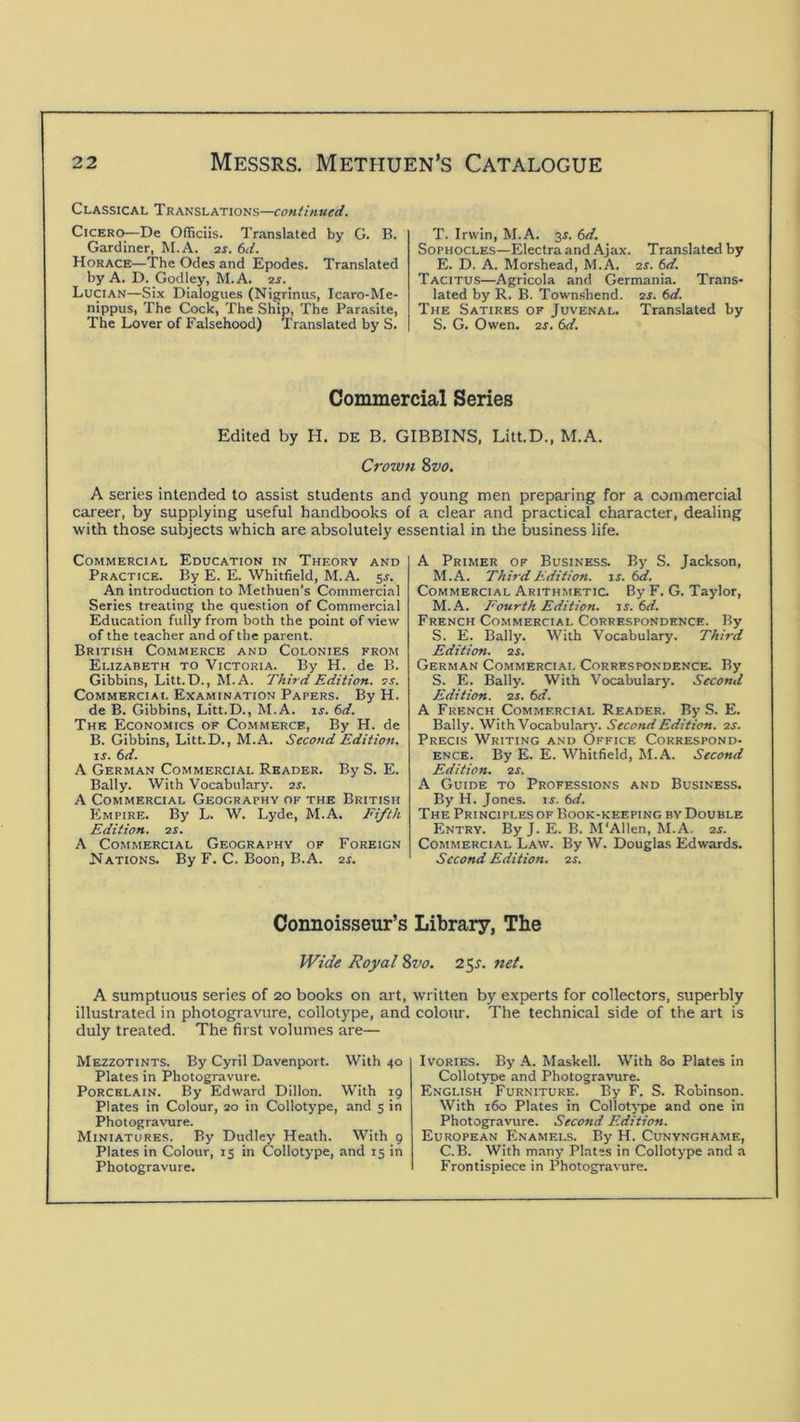 22 MESSRS. METHUEN'S CATALOGUE
CLASSICAL TRANSLATIONS—continued.
CICERO—De Officiis. Translated by G. B.
Gardiner, M.A. 2s. 6d.
HORACE—The Odes and Epodes. Translated
by A. D. Godley, M.A. 2s.
LUCIAN—Six Dialogues (Nigrinus, Icaro-Me-
nippus, The Cock, The Ship, The Parasite,
The Lover of Falsehood) Translated by S.
T. Irwin, M.A. 3s. 6d.
SOPHOCLES—Electra and Ajax. Translated by
E. D. A. Morshead, M.A. 2s. 6d.
TACITUS—Agricola and Germania. Trans-
lated by R. B. Townshend. 2s. 6d.
THE SATIRES OF JUVENAL. Translated by
S. G. Owen. 2s. 6d.
Commercial Series
Edited by H. DE B. GIBBINS, Litt.D., M.A.
Crown 8vo.
A series intended to assist students and young men preparing for a commercial
career, by supplying useful handbooks of a clear and practical character, dealing
with those subjects which are absolutely essential in the business life.
COMMERCIAL EDUCATION IN THEORY AND
PRACTICE. By E. E. Whitfield, M.A. 5s.
An introduction to Methuen's Commercial
Series treating the question of Commercial
Education fully from both the point of view
of the teacher and of the parent.
BRITISH COMMERCE AND COLONIES FROM
ELIZABETH TO VICTORIA. By H. de B.
Gibbins, Litt.D., M.A. Third Edition. 2s.
COMMERCIAL EXAMINATION PAPERS. By H.
de B. Gibbins, Litt.D., M.A. 1s. 6d.
THE ECONOMICS OF COMMERCE, By H. de
B. Gibbins, Litt.D., M.A. Second Edition.
1s. 6d.
A GERMAN COMMERCIAL READER. By S. E.
Bally. With Vocabulary. 2s.
A COMMERCIAL GEOGRAPHY OF THE BRITISH
EMPIRE. By L. W. Lyde, M.A. Fifth
Edition. 2s.
A COMMERCIAL GEOGRAPHY OF FOREIGN
NATIONS. By F. C. Boon, B.A. 2s.
A PRIMER OF BUSINESS. By S. Jackson,
M.A. Third Edition. 1s. 6d.
COMMERCIAL ARITHMETIC. By F. G. Taylor,
M.A. Fourth Edition. 1s. 6d.
FRENCH COMMERCIAL CORRESPONDENCE. By
S. E. Bally. With Vocabulary. Third
Edition. 2s.
GERMAN COMMERCIAL CORRESPONDENCE. By
S. E. Bally. With Vocabulary. Second
Edition. 2s. 6d.
A FRENCH COMMERCIAL READER. By S. E.
Bally. With Vocabulary. Second Edition. 2s.
PRECIS WRITING AND OFFICE CORRESPOND-
ENCE. By E. E. Whitfield, M.A. Second
Edition. 2s.
A GUIDE TO PROFESSIONS AND BUSINESS.
By H. Jones. 1s. 6d.
THE PRINCIPLES OF BOOK-KEEPING BY DOUBLE
ENTRY. By J. E. B. M'Allen, M.A. 2s.
COMMERCIAL LAW. By W. Douglas Edwards.
Second Edition. 2s.
Connoisseur's Library, The
Wide Royal 8vo. 25s. net.
A sumptuous series of 20 books on art, written by experts for collectors, superbly
illustrated in photogravure, collotype, and colour. The technical side of the art is
duly treated. The first volumes are—
MEZZOTINTS. By Cyril Davenport. With 40
Plates in Photogravure.
PORCELAIN. By Edward Dillon. With 19
Plates in Colour, 20 in Collotype, and 5 in
Photogravure.
MINIATURES. By Dudley Heath. With 9
Plates in Colour, 15 in Collotype, and 15 in
Photogravure.
IVORIES. By A. Maskell. With 80 Plates in
Collotype and Photogravure.
ENGLISH FURNITURE. By F. S. Robinson.
With 160 Plates in Collotype and one in
Photogravure. Second Edition.
EUROPEAN ENAMELS. By H. CUNYNGHAME,
C.B. With many Plates in Collotype and a
Frontispiece in Photogravure.